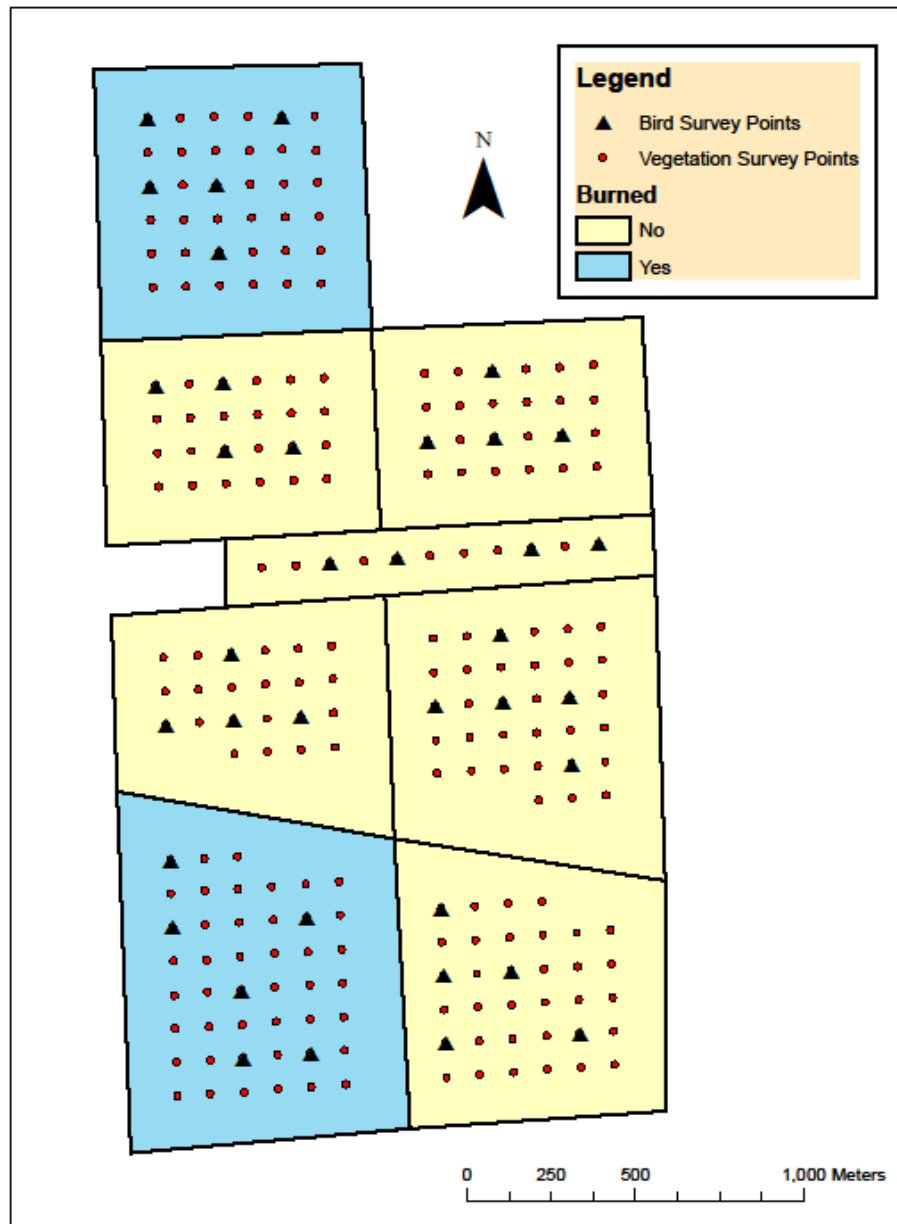 Legend
Bird Survey Points
Vegetation Survey Points
Burned
No
Yes
N
0 250 500 1,000 Meters